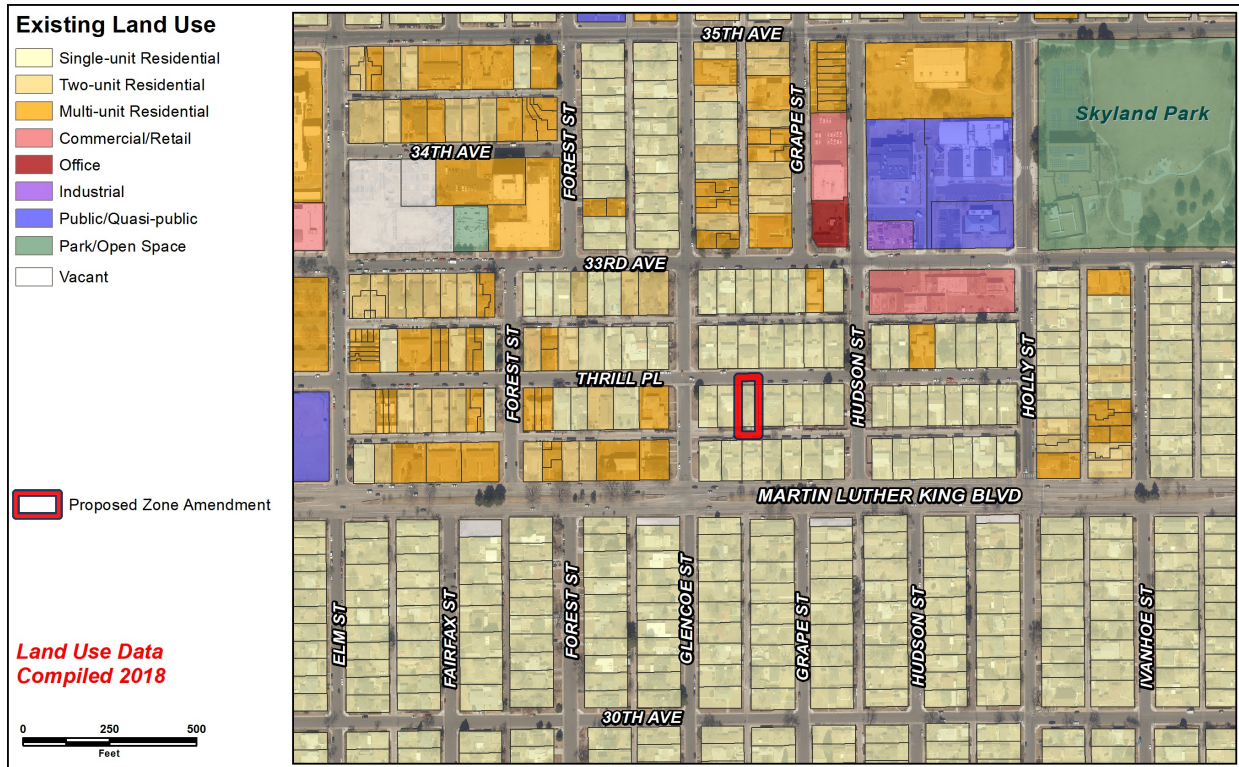 Existing Land Use
Single-unit Residential
Two-unit Residential
Multi-unit Residential
Commercial/Retail
Office
Industrial
Public/Quasi-public
Park/Open Space
Vacant
Proposed Zone Amendment
Land Use Data
Compiled 2018
0 250 500
Feet
35TH AVE
Skyland Park
FOREST ST
GRAPE ST
34TH AVE
33RD AVE
FOREST ST
HUDSON ST
HOLLY ST
THRILL PL
MARTIN LUTHER KING BLVD
ELM ST
FAIRFAX ST
FOREST ST
GLENCOE ST
GRAPE ST
HUDSON ST
IVANHOE ST
30TH AVE